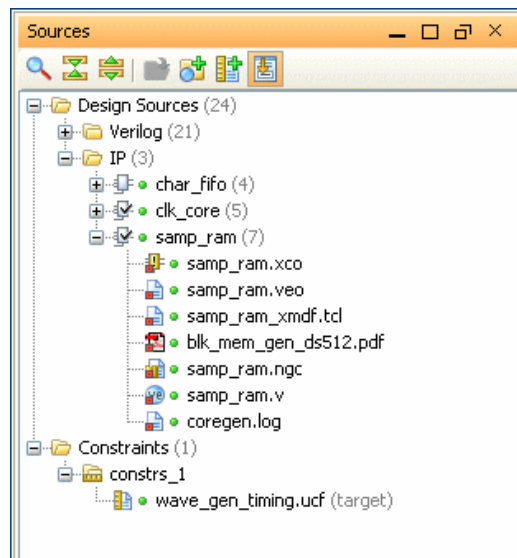 Sources
Design Sources (24)
Verilog (21)
IP (3)
char_fifo (4)
clk_core (5)
samp_ram (7)
samp_ram.xco
samp_ram.veo
samp_ram_xmdf.tcl
blk_mem_gen_ds512.pdf
samp_ram.ngc
samp_ram.v
coregen.log
Constraints (1)
constrs_1
wave_gen_timing.ucf (target)